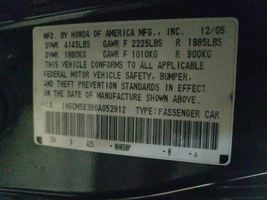 MFD. BY HONDA OF AMERICA MFG., INC. 12/05
GVWR 4145LBS GAWR F 2225LBS R 1985LBS
GVWR 1880KG GAWR F 1010KG R 900KG
THIS VEHICLE CONFORMS TO ALL APPLICABLE
FEDERAL MOTOR VEHICLE SAFETY, BUMPER,
AND THEFT PREVENTION STANDARDS IN
EFFECT ON THE DATE OF MANUFACTURE
SHOWN ABOVE.
TYPE:PASSENGER CAR
NH658P B A